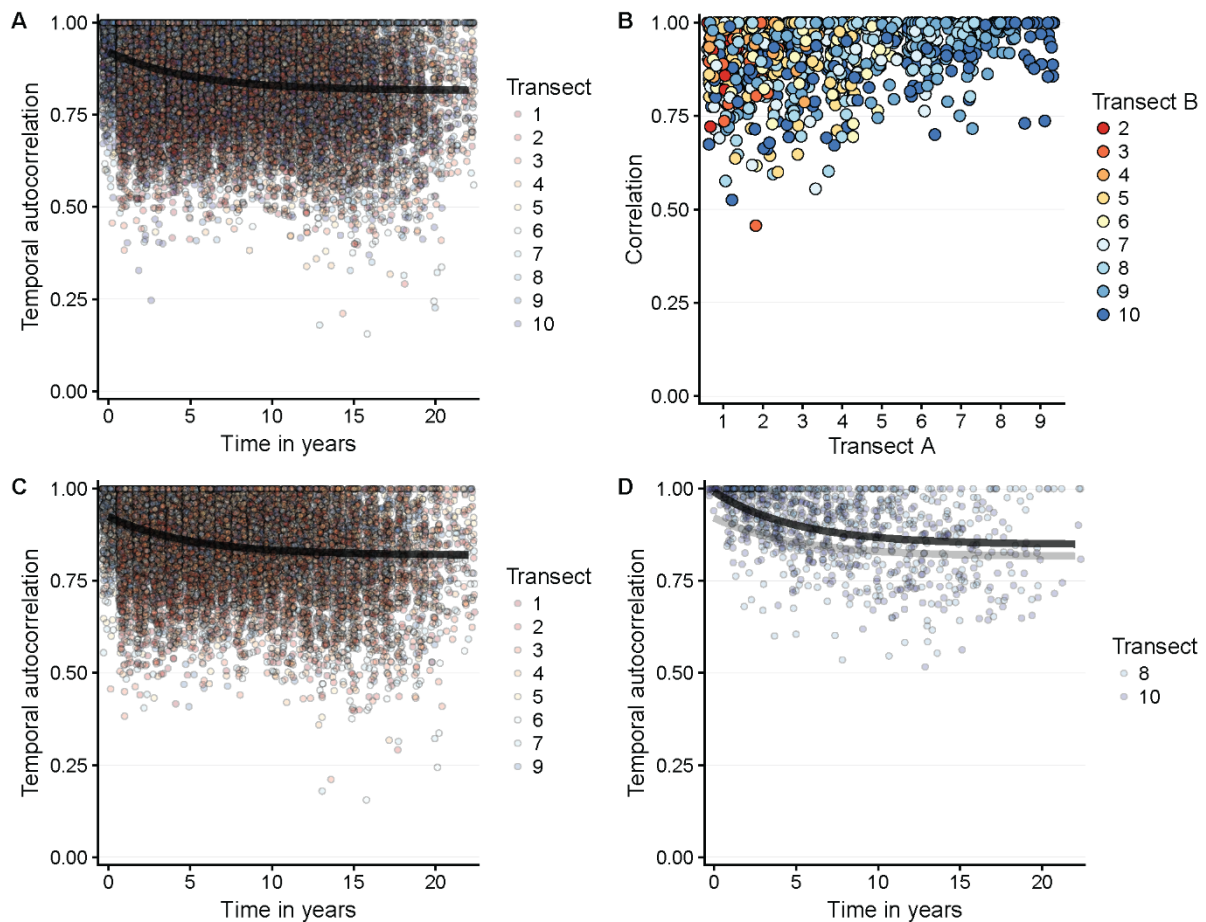 A
Temporal autocorrelation
1.00
0.75
0.50
0.25
0.00
0 5 10 15 20
Time in years
Transect
1
2
3
4
5
6
7
8
9
10
B
Correlation
1.00
0.75
0.50
0.25
0.00
1 2 3 4 5 6 7 8 9
Transect A
Transect B
2
3
4
5
6
7
8
9
10
C
Temporal autocorrelation
1.00
0.75
0.50
0.25
0.00
0 5 10 15 20
Time in years
Transect
1
2
3
4
5
6
7
9
D
Temporal autocorrelation
1.00
0.75
0.50
0.25
0.00
0 5 10 15 20
Time in years
Transect
8
10